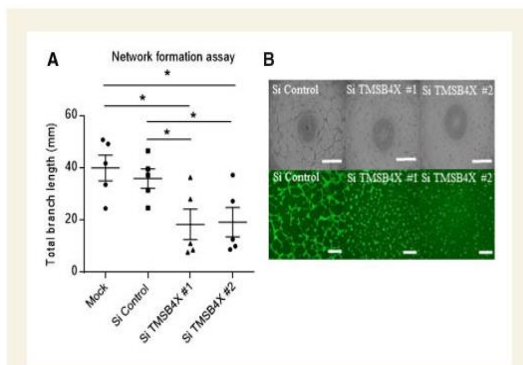 A
Network formation assay
*
*
*
*
Total branch length (mm)
60
40
20
0
Mock
Si Control
Si TMSB4X #1
Si TMSB4X #2
B
Si Control
Si TMSB4X #1
Si TMSB4X #2
Si Control
Si TMSB4X #1
Si TMSB4X #2